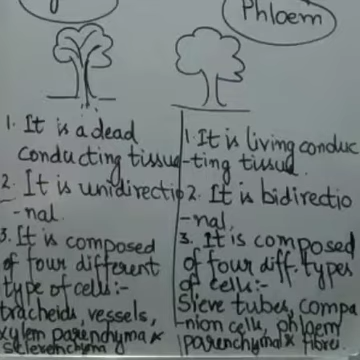 Phloem
1. It is a dead
conducting tissue
2. It is unidirectio
-nal.
3. It is composed
of four different
type of cells:-
tracheids, vessels,
xylem parenchyma &
sclerenchyma
1. It is living conduc
-ting tissue.
2. It is bidirectio
-nal.
3. It is composed
of four diff. types
of cells:-
Sieve tubes, compa
-nion cells, phloem
parenchyma & fibre.